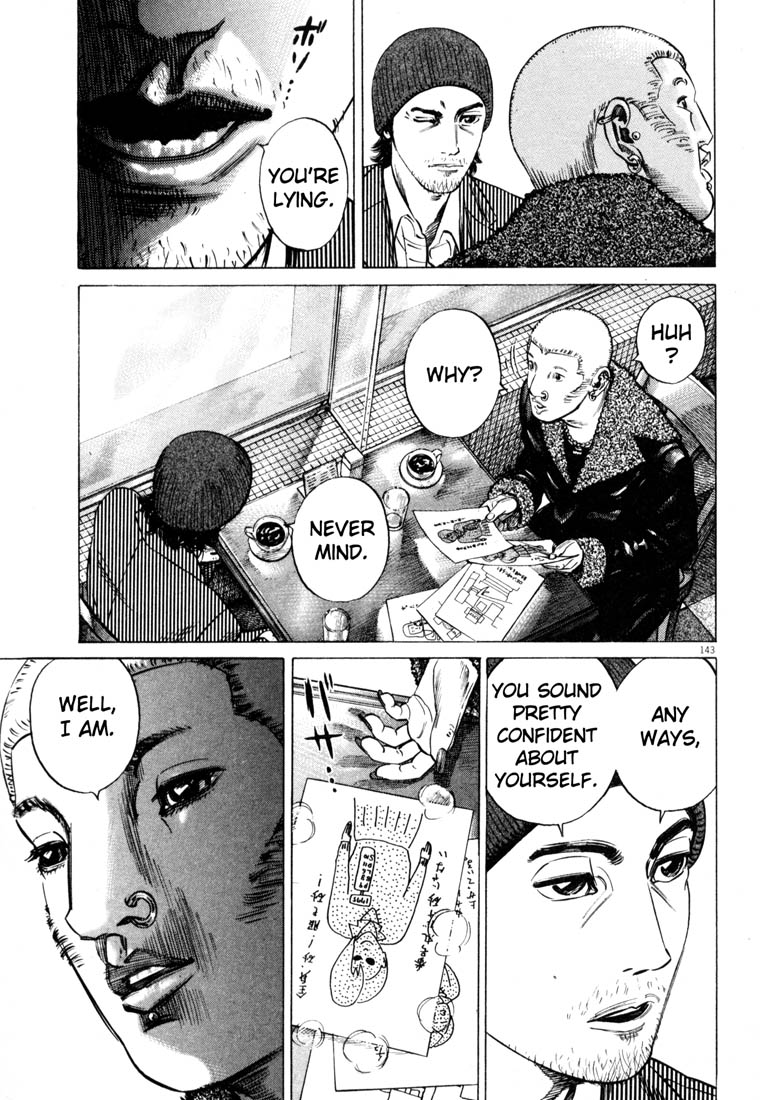 ボソ…
YOU'RE
LYING.
HUH
?
WHY?
NEVER
MIND.
143
ANY
WAYS,
YOU SOUND
PRETTY
CONFIDENT
ABOUT
YOURSELF.
WELL,
I AM.